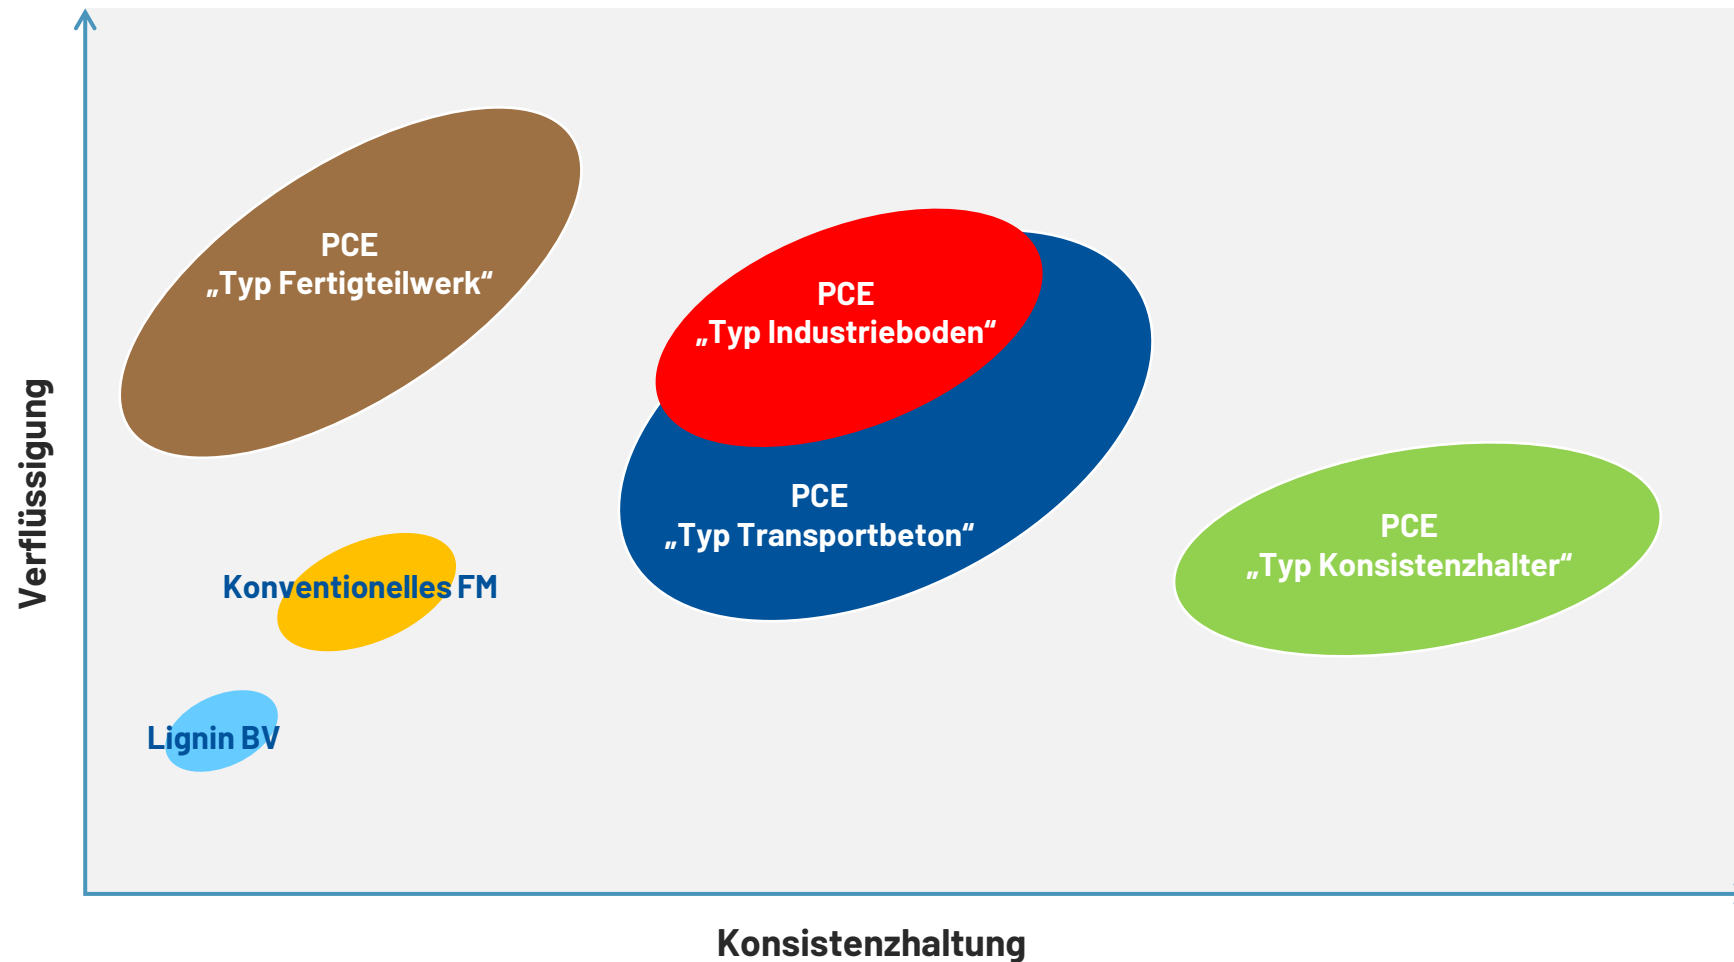 Verflüssigung
PCE
„Typ Fertigteilwerk“
PCE
„Typ Industrieboden“
PCE
„Typ Transportbeton“
PCE
„Typ Konsistenzhalter“
Konventionelles FM
Lignin BV
Konsistenzhaltung